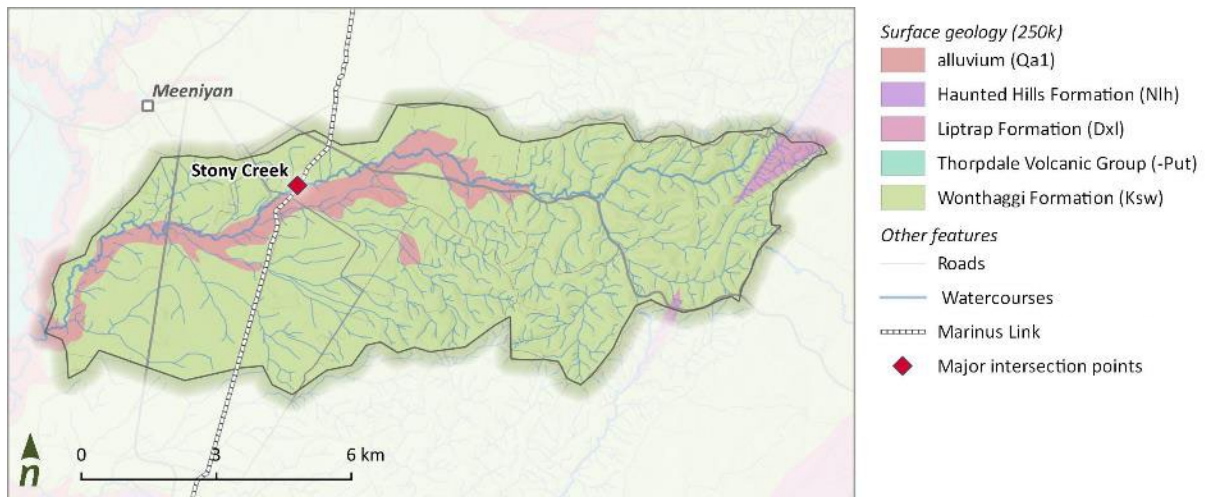 Meeniyan
Stony Creek
0 3 6 km
n
Surface geology (250k)
alluvium (Qa1)
Haunted Hills Formation (Nlh)
Liptrap Formation (Dxl)
Thorpdale Volcanic Group (-Put)
Wonthaggi Formation (Ksw)
Other features
Roads
Watercourses
Marinus Link
Major intersection points